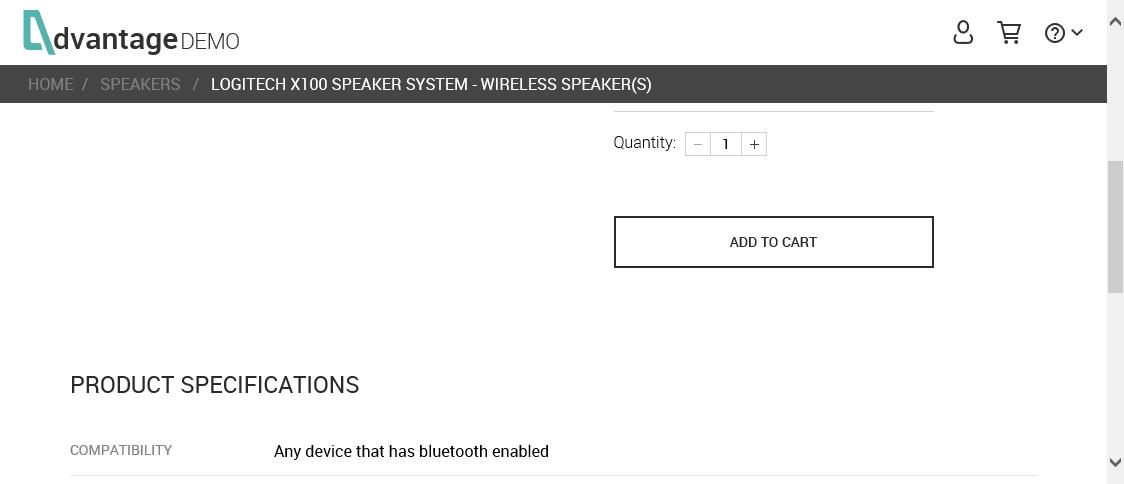 dvantage DEMO
HOME / SPEAKERS / LOGITECH X100 SPEAKER SYSTEM - WIRELESS SPEAKER(S)
Quantity: − 1 +
ADD TO CART
PRODUCT SPECIFICATIONS
COMPATIBILITY Any device that has bluetooth enabled